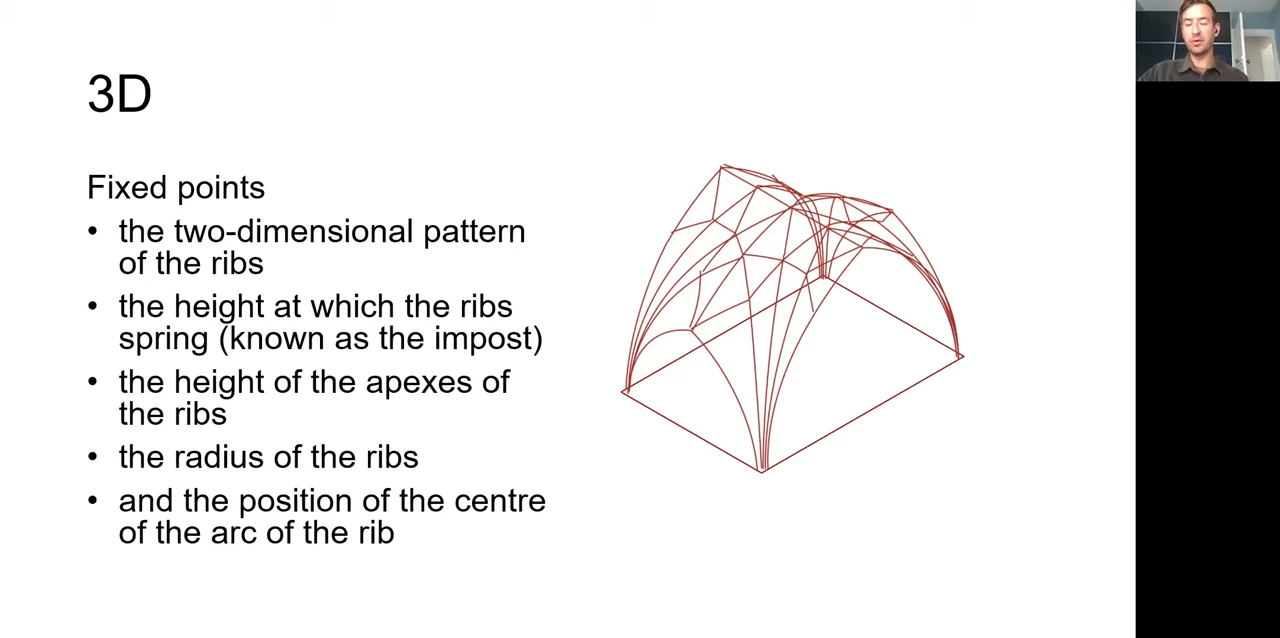 3D
Fixed points
• the two-dimensional pattern
of the ribs
• the height at which the ribs
spring (known as the impost)
• the height of the apexes of
the ribs
• the radius of the ribs
• and the position of the centre
of the arc of the rib